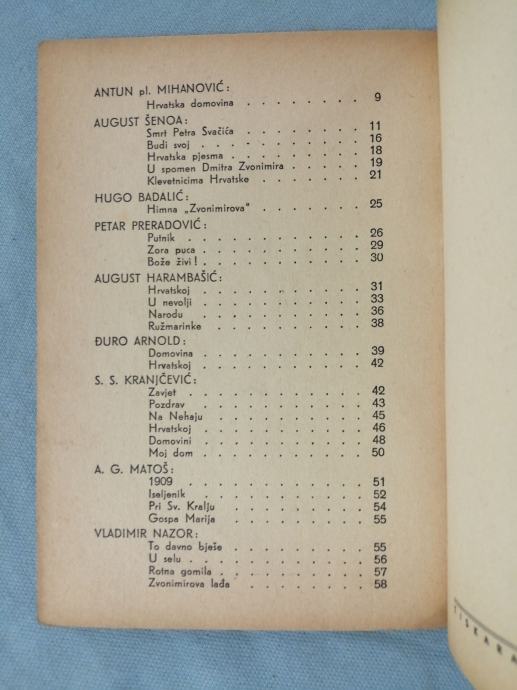 ANTUN pl. MIHANOVIĆ:
Hrvatska domovina . . . . . . . . 9
AUGUST ŠENOA:
Smrt Petra Svačića . . . . . . . . 11
Budi svoj . . . . . . . . . . 16
Hrvatska pjesma . . . . . . . . . 18
U spomen Dmitra Zvonimira . . . . . 19
Klevetnicima Hrvatske . . . . . . . 21
HUGO BADALIĆ:
Himna „Zvonimirova" . . . . . . . 25
PETAR PRERADOVIĆ:
Putnik . . . . . . . . . . . 26
Zora puca . . . . . . . . . . 29
Bože živi! . . . . . . . . . . 30
AUGUST HARAMBAŠIĆ:
Hrvatskoj . . . . . . . . . . 31
U nevolji . . . . . . . . . . 33
Narodu . . . . . . . . . . . 36
Ružmarinke . . . . . . . . . . 38
ĐURO ARNOLD:
Domovina . . . . . . . . . . 39
Hrvatskoj . . . . . . . . . . 42
S. S. KRANJČEVIĆ:
Zavjet . . . . . . . . . . . 42
Pozdrav . . . . . . . . . . . 43
Na Nehaju . . . . . . . . . . 45
Hrvatskoj . . . . . . . . . . 46
Domovini . . . . . . . . . . 48
Moj dom . . . . . . . . . . . 50
A. G. MATOŠ:
1909 . . . . . . . . . . . 51
Iseljenik . . . . . . . . . . 52
Pri Sv. Kralju . . . . . . . . . 54
Gospa Marija . . . . . . . . . 55
VLADIMIR NAZOR:
To davno bješe . . . . . . . . . 55
U selu . . . . . . . . . . . 56
Rotna gomila . . . . . . . . . . 57
Zvonimirova lađa . . . . . . . . 58
TISKARA